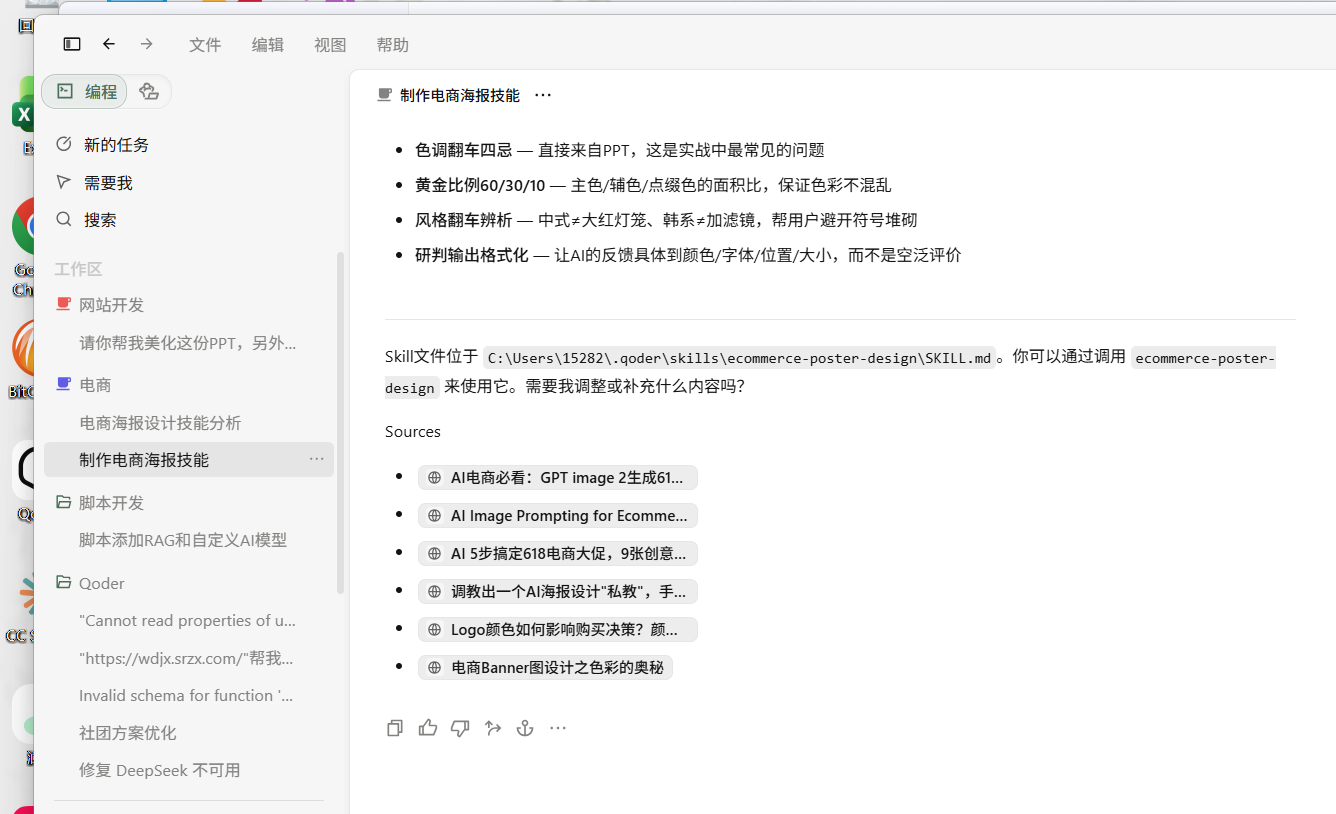 文件 编辑 视图 帮助
编程
制作电商海报技能 ···
新的任务
需要我
搜索
工作区
网站开发
请你帮我美化这份PPT，另外...
电商
电商海报设计技能分析
制作电商海报技能 ···
脚本开发
脚本添加RAG和自定义AI模型
Qoder
"Cannot read properties of u...
"https://wdjx.srzx.com/"帮我...
Invalid schema for function '...
社团方案优化
修复 DeepSeek 不可用
• 色调翻车四忌 — 直接来自PPT，这是实战中最常见的问题
• 黄金比例60/30/10 — 主色/辅色/点缀色的面积比，保证色彩不混乱
• 风格翻车辨析 — 中式≠大红灯笼、韩系≠加滤镜，帮用户避开符号堆砌
• 研判输出格式化 — 让AI的反馈具体到颜色/字体/位置/大小，而不是空泛评价
Skill文件位于 C:\Users\15282\.qoder\skills\ecommerce-poster-design\SKILL.md 。你可以通过调用 ecommerce-poster-
design 来使用它。需要我调整或补充什么内容吗？
Sources
• AI电商必看：GPT image 2生成61...
• AI Image Prompting for Ecomme...
• AI 5步搞定618电商大促，9张创意...
• 调教出一个AI海报设计"私教"，手...
• Logo颜色如何影响购买决策？颜...
• 电商Banner图设计之色彩的奥秘